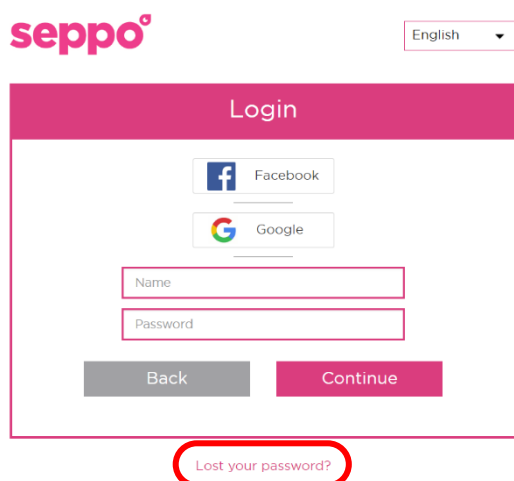 seppo
English
Login
Facebook
Google
Name
Password
Back Continue
Lost your password?